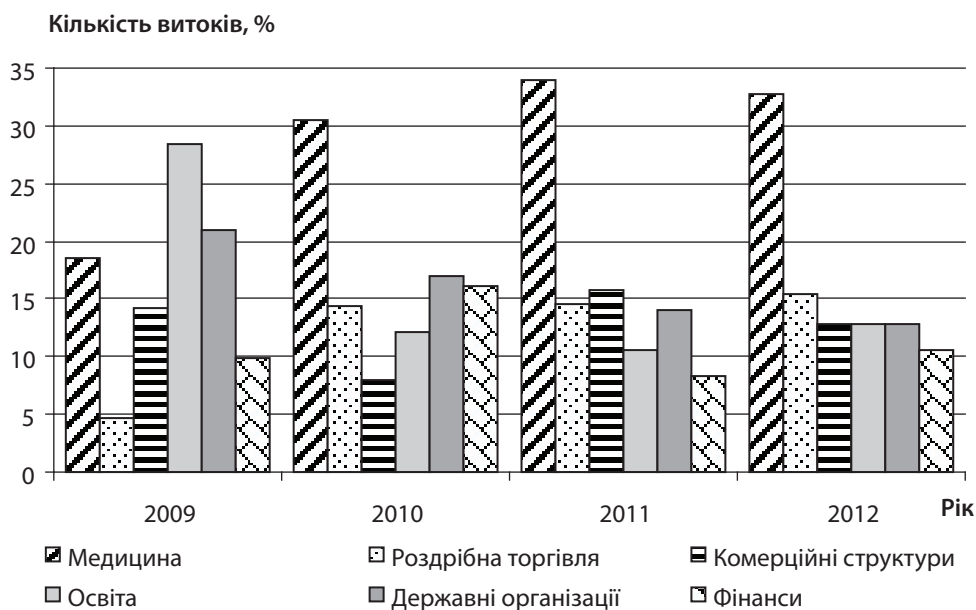 Кількість витоків, %
35
30
25
20
15
10
5
0
2009 2010 2011 2012 Рік
Медицина Роздрібна торгівля Комерційні структури
Освіта Державні організації Фінанси